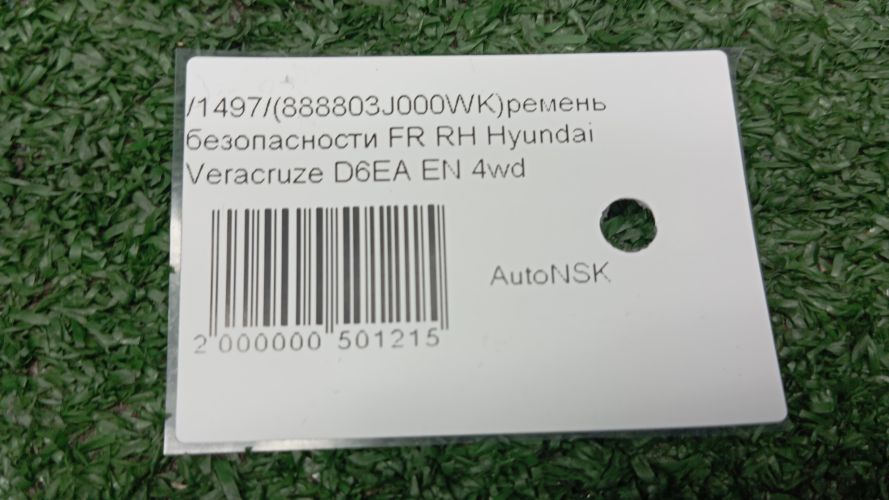 /1497/(888803J000WK)ремень
безопасности FR RH Hyundai
Veracruze D6EA EN 4wd
AutoNSK
2 000000 501215